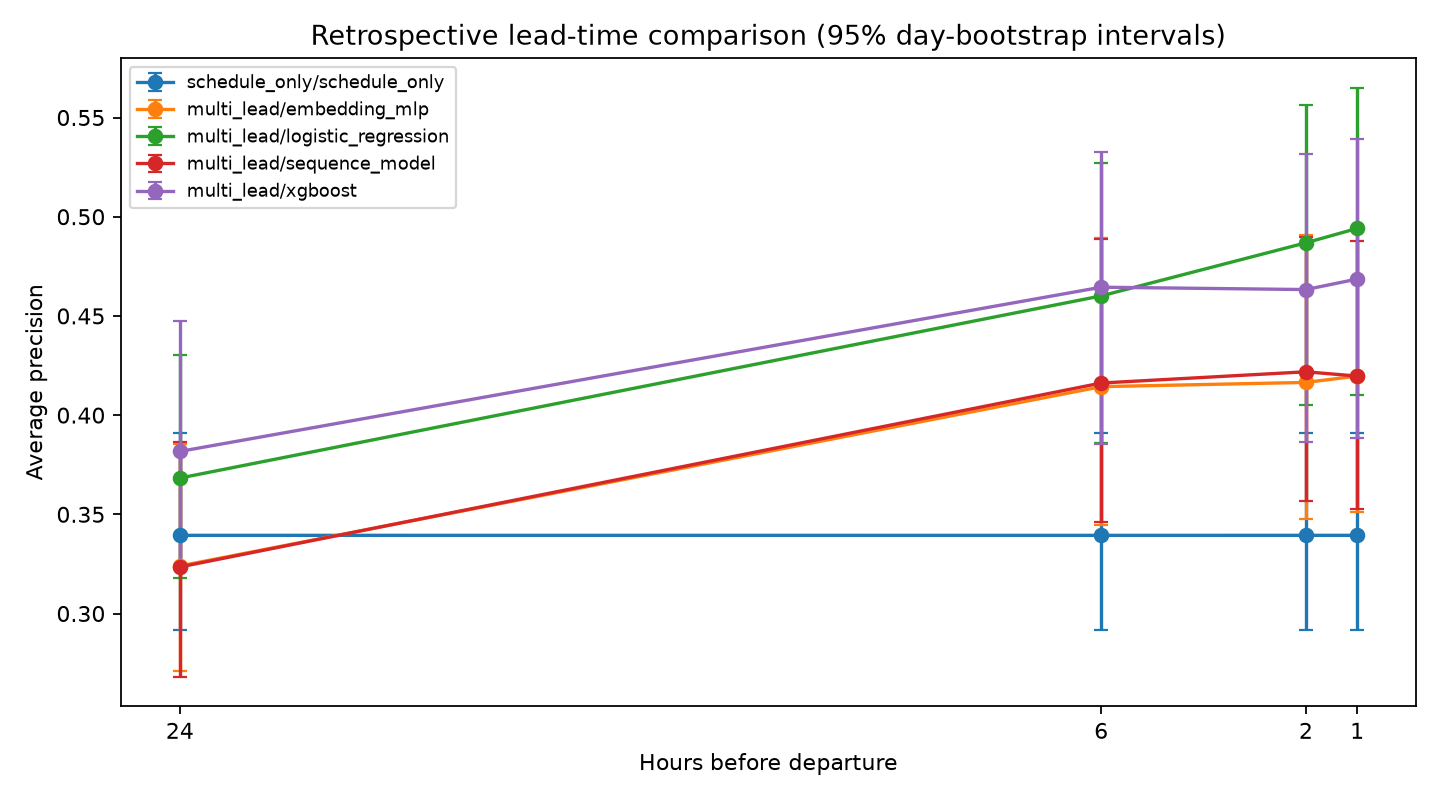 Retrospective lead-time comparison (95% day-bootstrap intervals)
schedule_only/schedule_only
multi_lead/embedding_mlp
multi_lead/logistic_regression
multi_lead/sequence_model
multi_lead/xgboost
Average precision
0.55
0.50
0.45
0.40
0.35
0.30
24 6 2 1
Hours before departure